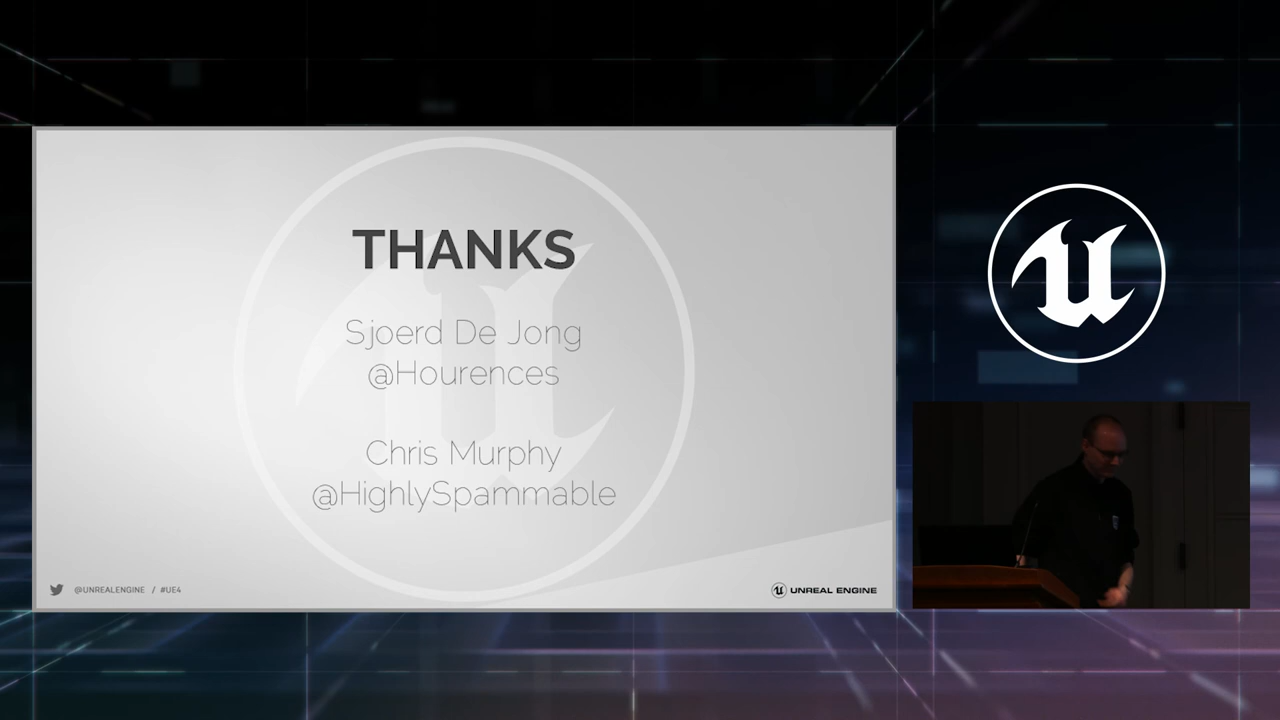 THANKS
Sjoerd De Jong
@Hourences
Chris Murphy
@HighlySpammable
@UNREALENGINE / #UE4
UNREAL ENGINE